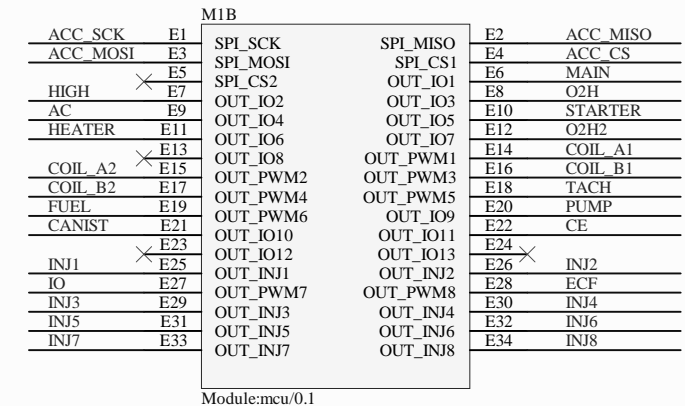 M1B
ACC_SCK E1 SPI_SCK SPI_MISO E2 ACC_MISO
ACC_MOSI E3 SPI_MOSI SPI_CS1 E4 ACC_CS
E5 SPI_CS2 OUT_IO1 E6 MAIN
HIGH E7 OUT_IO2 OUT_IO3 E8 O2H
AC E9 OUT_IO4 OUT_IO5 E10 STARTER
HEATER E11 OUT_IO6 OUT_IO7 E12 O2H2
E13 OUT_IO8 OUT_PWM1 E14 COIL_A1
COIL_A2 E15 OUT_PWM2 OUT_PWM3 E16 COIL_B1
COIL_B2 E17 OUT_PWM4 OUT_PWM5 E18 TACH
FUEL E19 OUT_PWM6 OUT_IO9 E20 PUMP
CANIST E21 OUT_IO10 OUT_IO11 E22 CE
E23 OUT_IO12 OUT_IO13 E24
INJ1 E25 OUT_INJ1 OUT_INJ2 E26 INJ2
IO E27 OUT_PWM7 OUT_PWM8 E28 ECF
INJ3 E29 OUT_INJ3 OUT_INJ4 E30 INJ4
INJ5 E31 OUT_INJ5 OUT_INJ6 E32 INJ6
INJ7 E33 OUT_INJ7 OUT_INJ8 E34 INJ8
Module:mcu/0.1